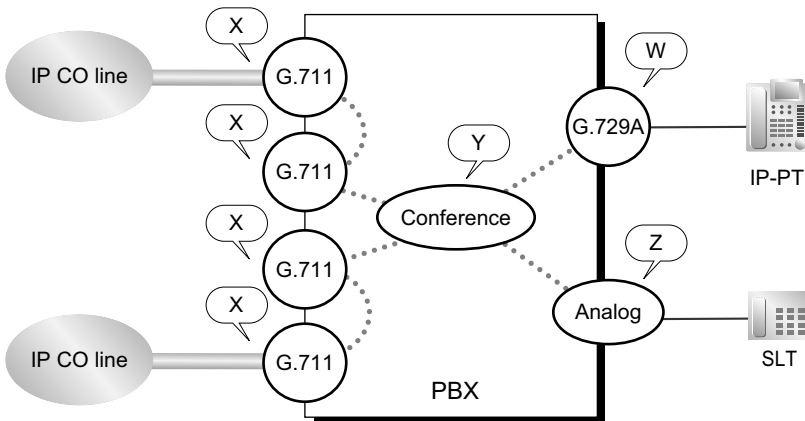 X
IP CO line
G.711
W
G.729A
IP-PT
X
G.711
Y
Conference
X
G.711
Z
Analog
SLT
X
IP CO line
G.711
PBX